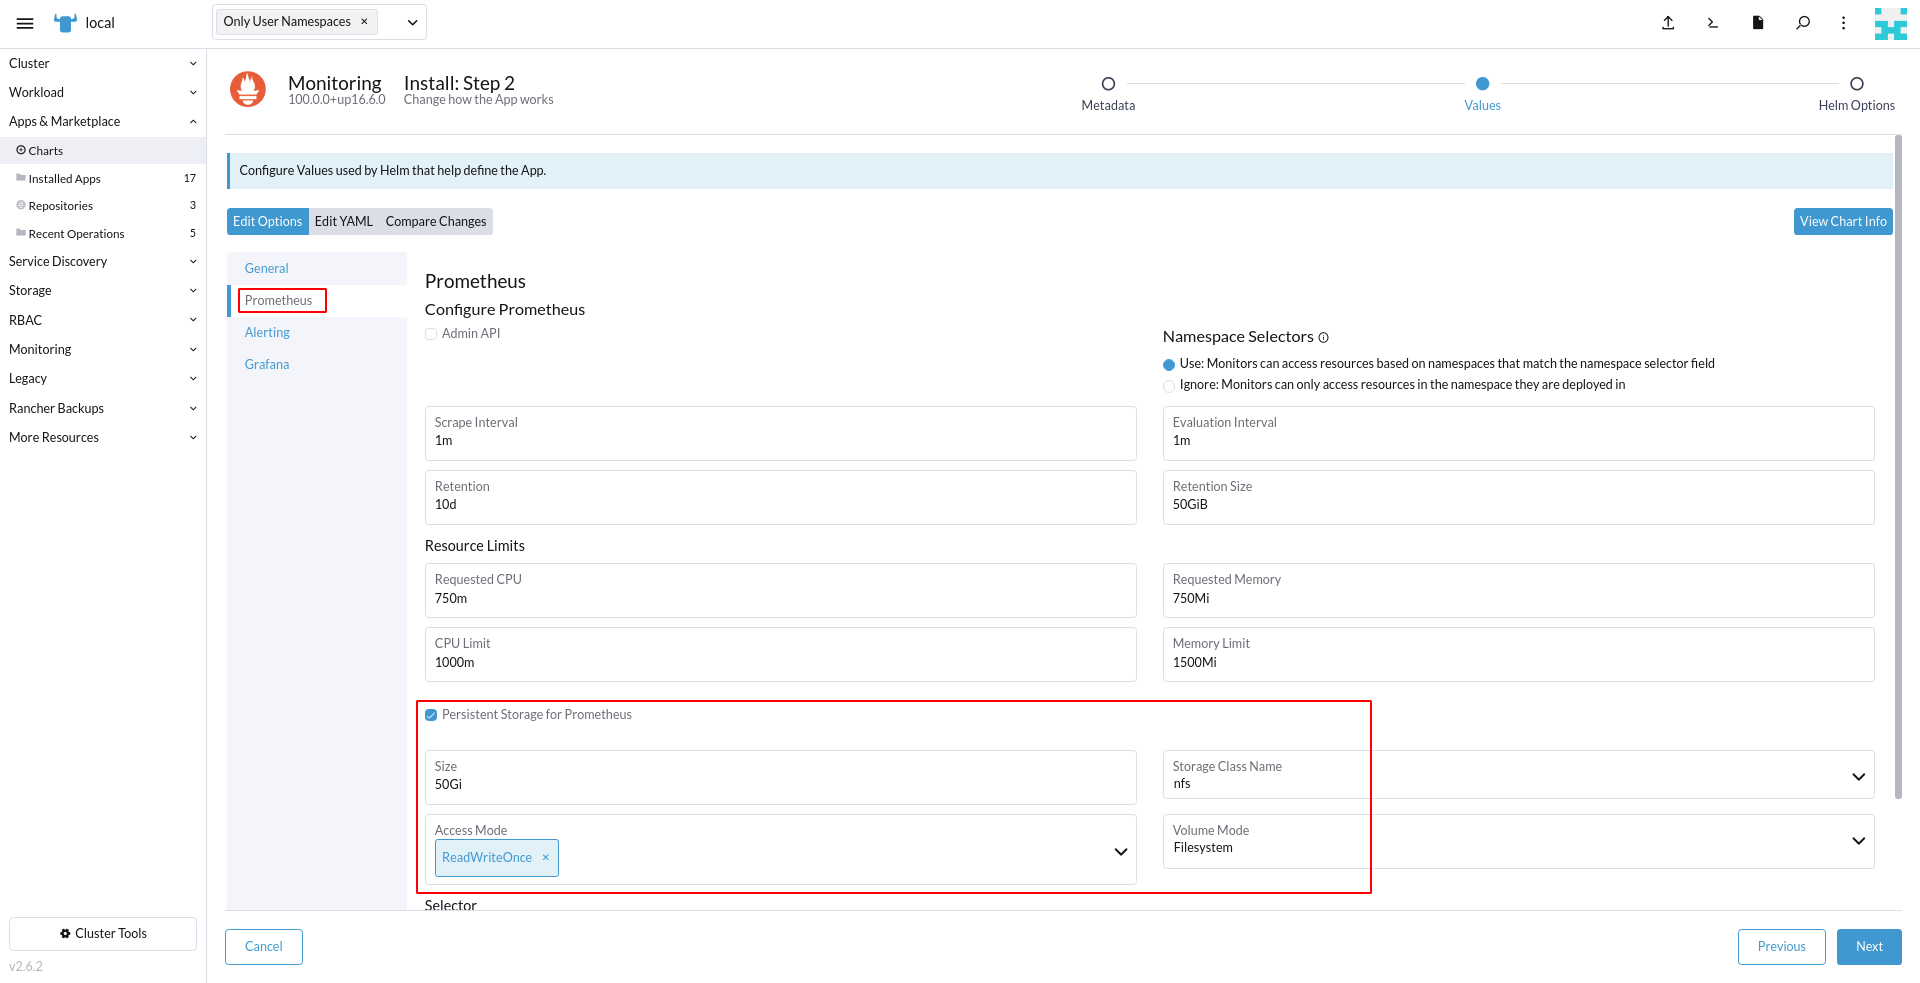 local
Only User Namespaces ×
Cluster
Workload
Apps & Marketplace
Charts
Installed Apps 17
Repositories 3
Recent Operations 5
Service Discovery
Storage
RBAC
Monitoring
Legacy
Rancher Backups
More Resources
Cluster Tools
v2.6.2
Monitoring
100.0.0+up16.6.0
Install: Step 2
Change how the App works
Metadata
Values
Helm Options
Configure Values used by Helm that help define the App.
Edit Options Edit YAML Compare Changes
View Chart Info
General
Prometheus
Alerting
Grafana
Prometheus
Configure Prometheus
Admin API
Namespace Selectors
Use: Monitors can access resources based on namespaces that match the namespace selector field
Ignore: Monitors can only access resources in the namespace they are deployed in
Scrape Interval
1m
Evaluation Interval
1m
Retention
10d
Retention Size
50GiB
Resource Limits
Requested CPU
750m
Requested Memory
750Mi
CPU Limit
1000m
Memory Limit
1500Mi
Persistent Storage for Prometheus
Size
50Gi
Storage Class Name
nfs
Access Mode
ReadWriteOnce ×
Volume Mode
Filesystem
Selector
Cancel
Previous
Next